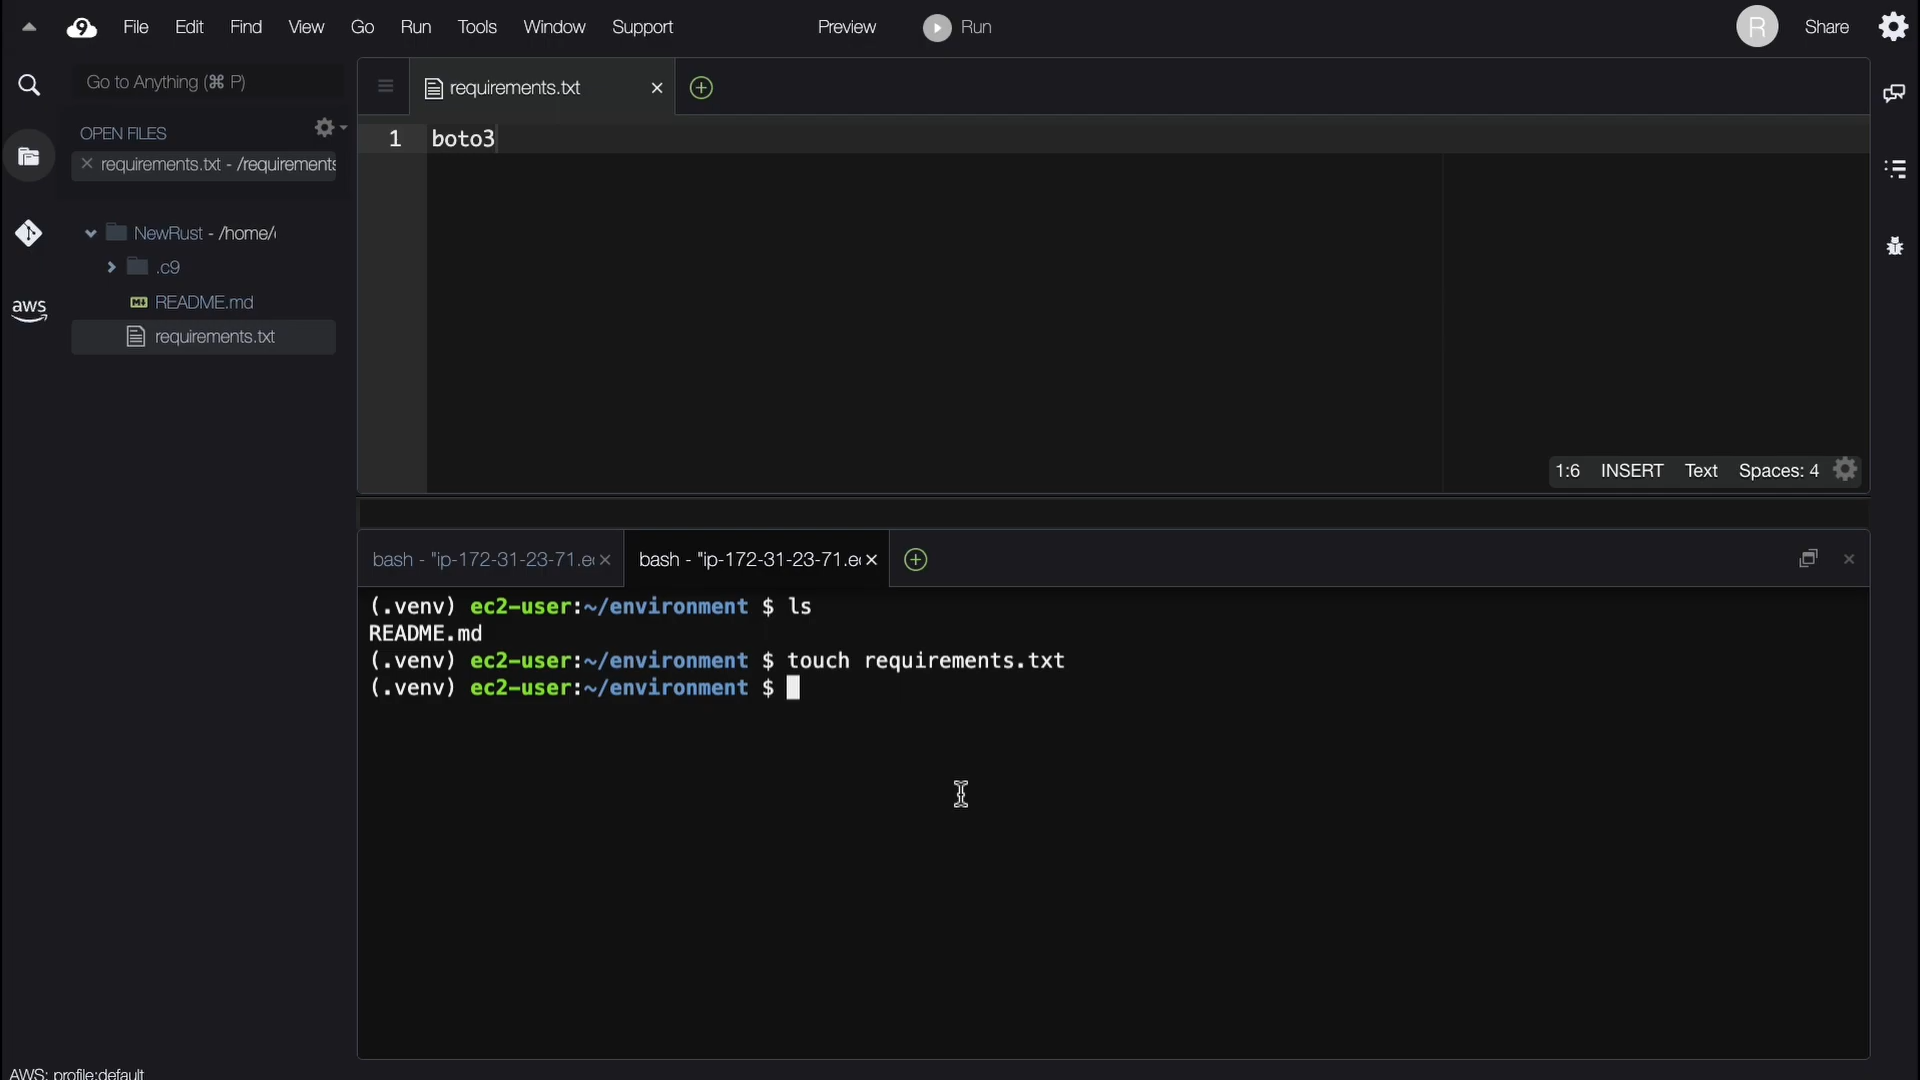 9 File Edit Find View Go Run Tools Window Support Preview Run R Share
Go to Anything (⌘ P)
OPEN FILES
requirements.txt - /requirements
NewRust - /home/
.c9
README.md
requirements.txt
aws
requirements.txt
1 boto3
1:6 INSERT Text Spaces: 4
bash - "ip-172-31-23-71.e bash - "ip-172-31-23-71.e
(.venv) ec2-user:~/environment $ ls
README.md
(.venv) ec2-user:~/environment $ touch requirements.txt
(.venv) ec2-user:~/environment $
AWS: profile:default